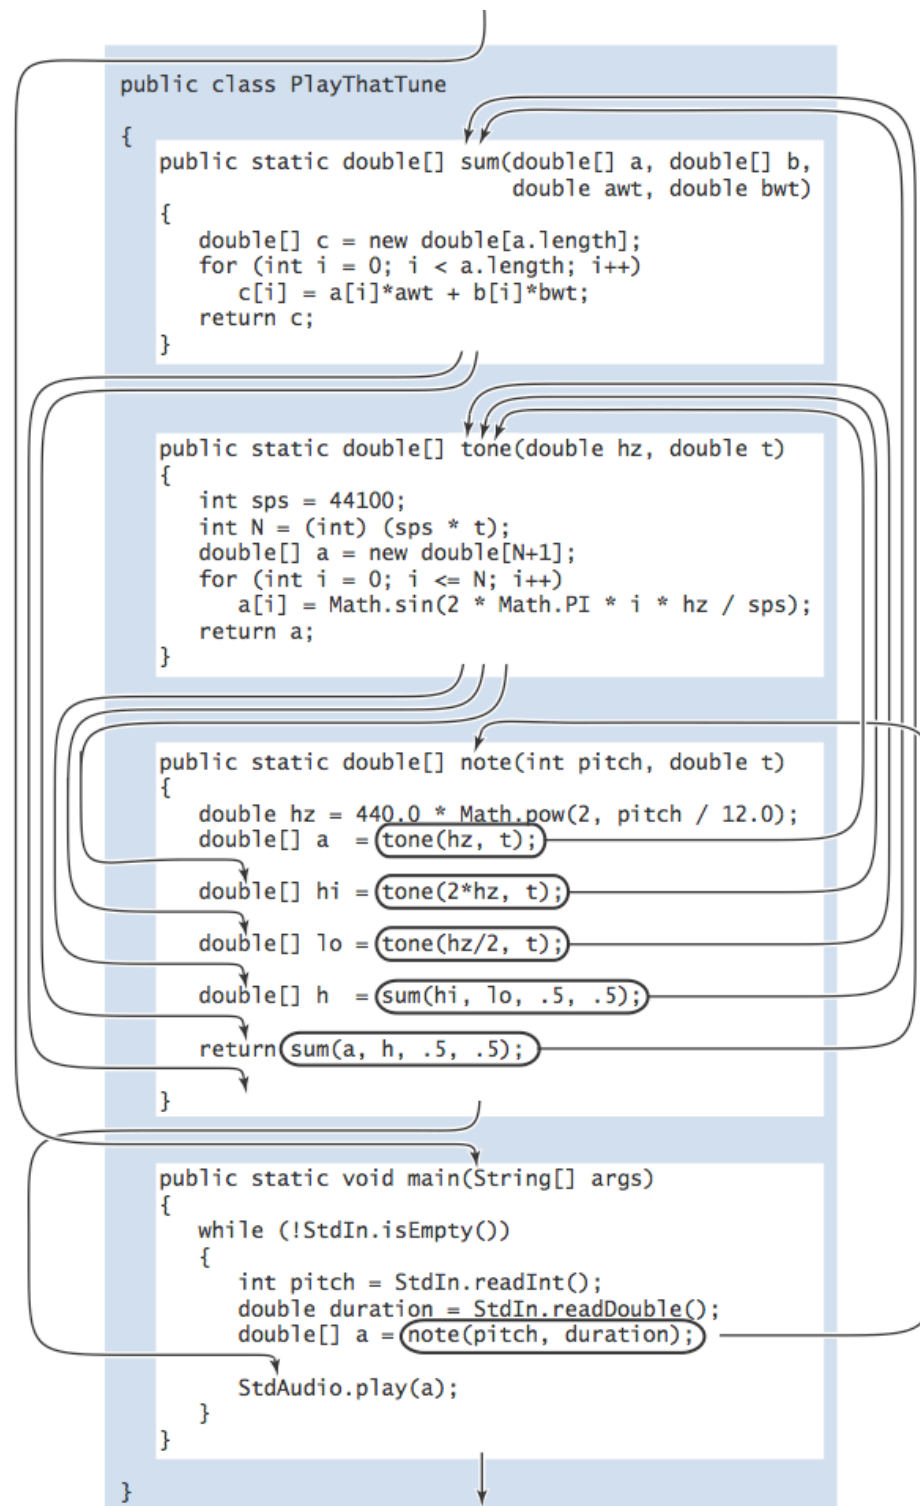 public class PlayThatTune
{
public static double[] sum(double[] a, double[] b,
double awt, double bwt)
{
double[] c = new double[a.length];
for (int i = 0; i < a.length; i++)
c[i] = a[i]*awt + b[i]*bwt;
return c;
}
public static double[] tone(double hz, double t)
{
int sps = 44100;
int N = (int) (sps * t);
double[] a = new double[N+1];
for (int i = 0; i <= N; i++)
a[i] = Math.sin(2 * Math.PI * i * hz / sps);
return a;
}
public static double[] note(int pitch, double t)
{
double hz = 440.0 * Math.pow(2, pitch / 12.0);
double[] a = tone(hz, t);
double[] hi = tone(2*hz, t);
double[] lo = tone(hz/2, t);
double[] h = sum(hi, lo, .5, .5);
return sum(a, h, .5, .5);
}
public static void main(String[] args)
{
while (!StdIn.isEmpty())
{
int pitch = StdIn.readInt();
double duration = StdIn.readDouble();
double[] a = note(pitch, duration);
StdAudio.play(a);
}
}
}